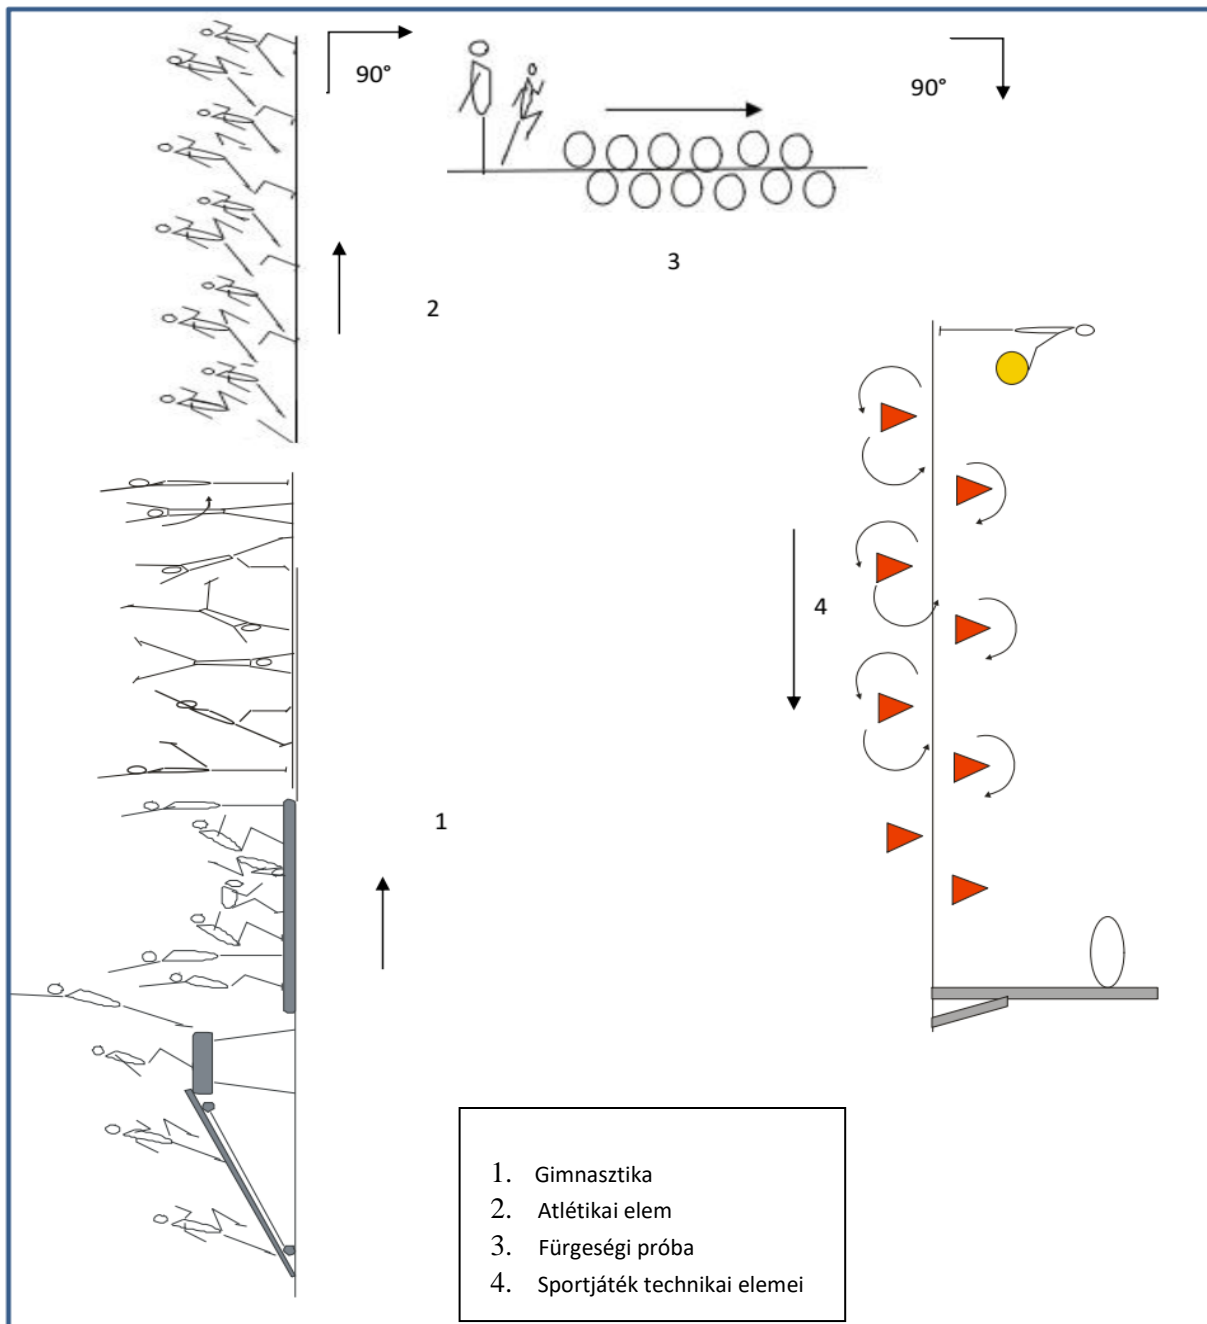 90°
90°
2
3
4
1
1. Gimnasztika
2. Atlétikai elem
3. Fürgeségi próba
4. Sportjáték technikai elemei